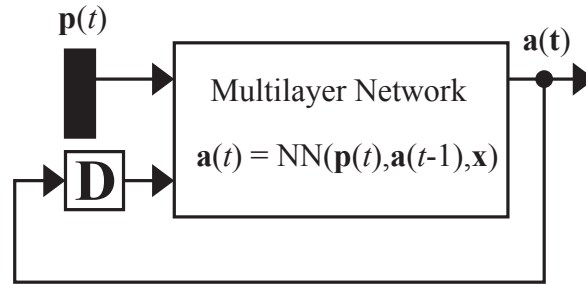 p(t)
a(t)
Multilayer Network
a(t) = NN(p(t),a(t-1),x)
D